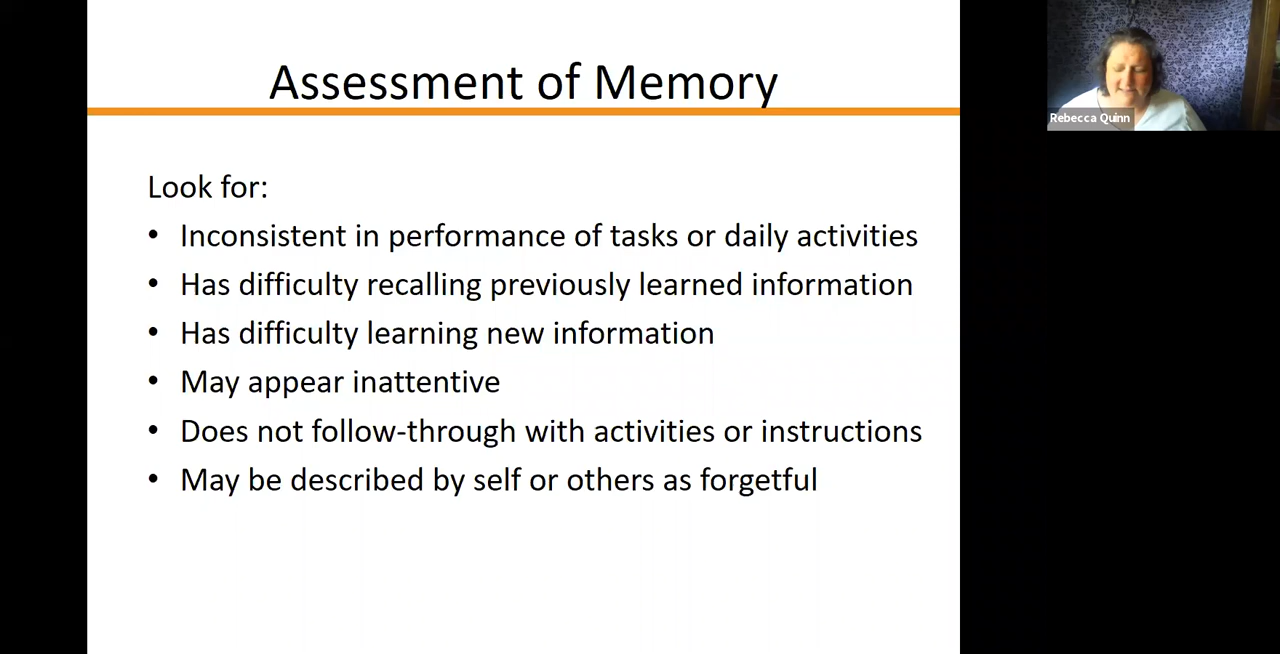 Assessment of Memory
Look for:
• Inconsistent in performance of tasks or daily activities
• Has difficulty recalling previously learned information
• Has difficulty learning new information
• May appear inattentive
• Does not follow-through with activities or instructions
• May be described by self or others as forgetful
Rebecca Quinn